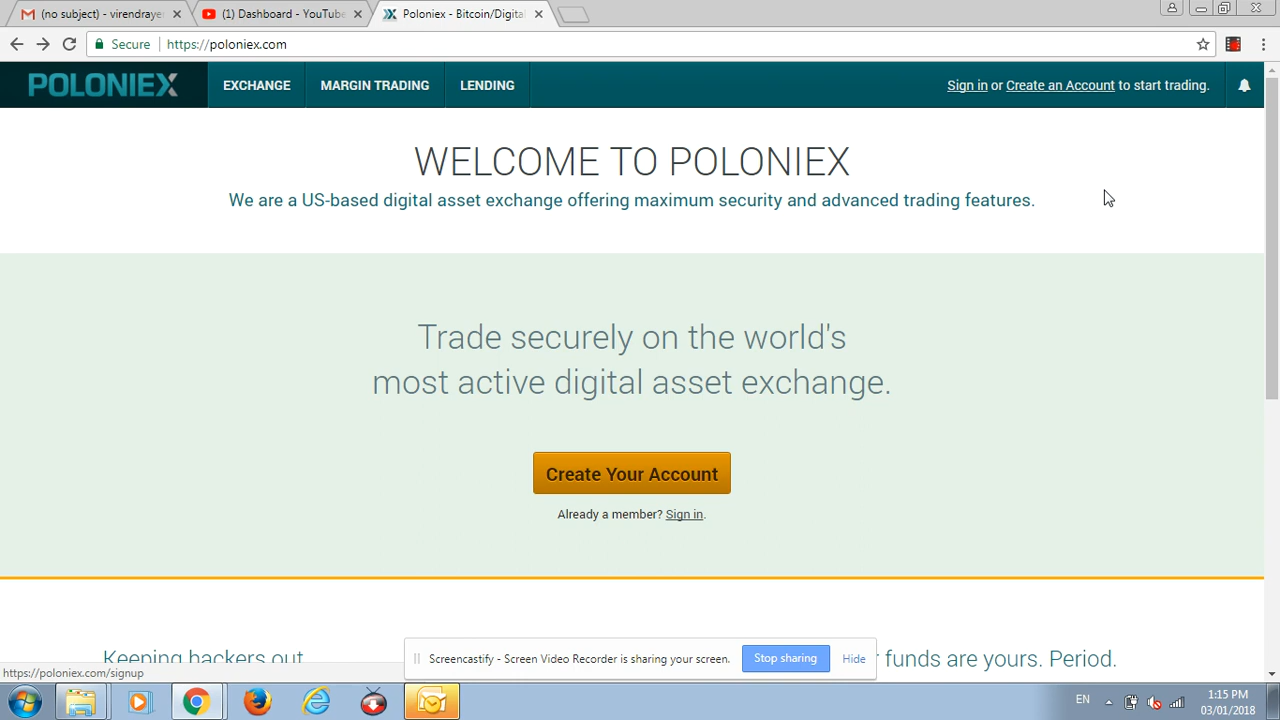 (no subject) - virendraye
(1) Dashboard - YouTube
Poloniex - Bitcoin/Digita
Secure
https://poloniex.com
POLONIEX
EXCHANGE
MARGIN TRADING
LENDING
Sign in or Create an Account to start trading.
WELCOME TO POLONIEX
We are a US-based digital asset exchange offering maximum security and advanced trading features.
Trade securely on the world's
most active digital asset exchange.
Create Your Account
Already a member? Sign in.
Keeping hackers out
funds are yours. Period.
Screencastify - Screen Video Recorder is sharing your screen.
Stop sharing
Hide
https://poloniex.com/signup
EN
1:15 PM
03/01/2018